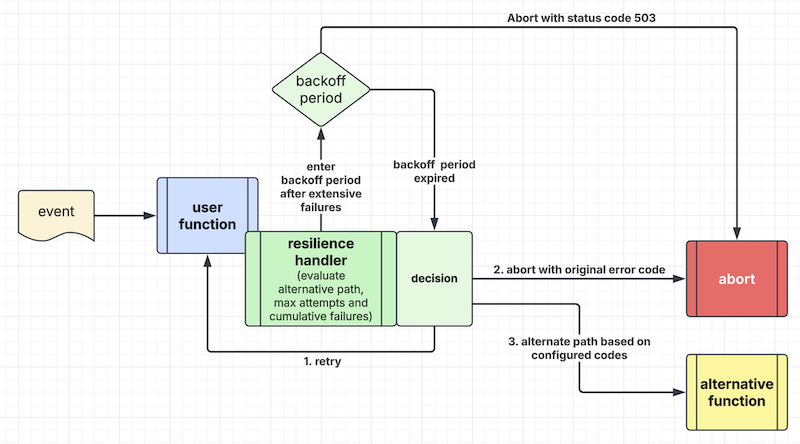 Abort with status code 503
backoff
period
enter
backoff period
after extensive
failures
backoff period
expired
event
user
function
resilience
handler
(evaluate
alternative path,
max attempts and
cumulative failures)
decision
2. abort with original error code
abort
1. retry
3. alternate path based on
configured codes
alternative
function